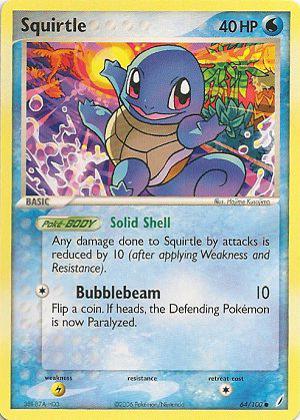 Squirtle
40 HP
BASIC
Illus. Hajime Kusajima
Poké-BODY Solid Shell
Any damage done to Squirtle by attacks is
reduced by 10 (after applying Weakness and
Resistance).
Bubblebeam 10
Flip a coin. If heads, the Defending Pokémon
is now Paralyzed.
weakness resistance retreat cost
©2006 Pokémon/Nintendo
64/100